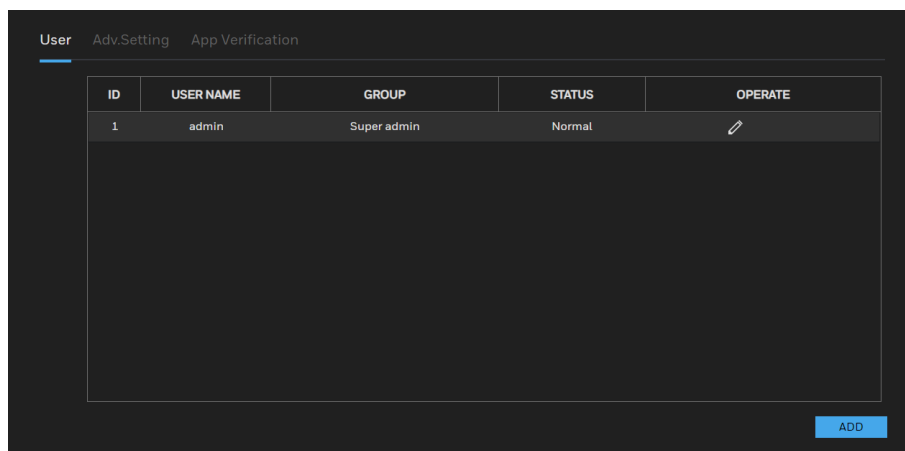 User Adv.Setting App Verification
ID USER NAME GROUP STATUS OPERATE
1 admin Super admin Normal
ADD